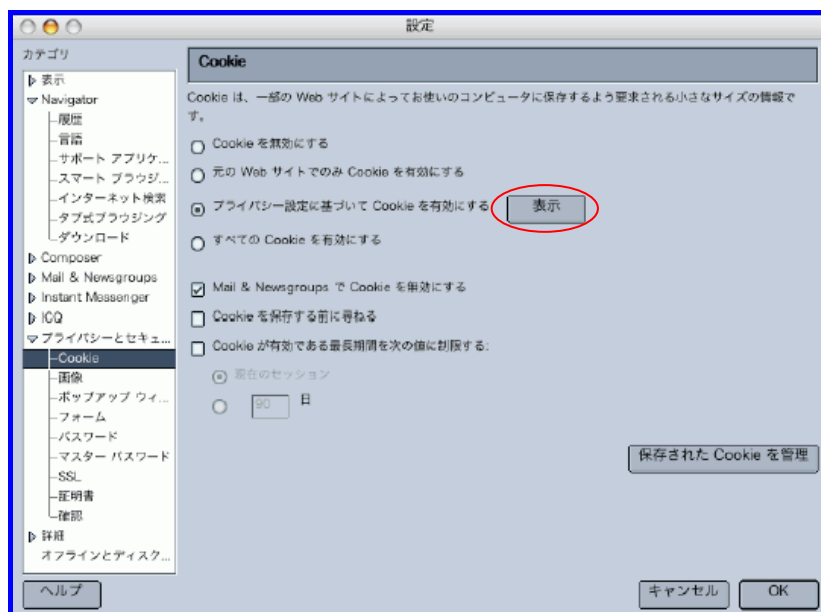 設定
カテゴリ
表示
Navigator
履歴
言語
サポート アプリケ...
スマート ブラウジ...
インターネット検索
タブ式ブラウジング
ダウンロード
Composer
Mail & Newsgroups
Instant Messenger
ICQ
プライバシーとセキュ...
Cookie
画像
ポップアップ ウィ...
フォーム
パスワード
マスター パスワード
SSL
証明書
確認
詳細
オフラインとディスク...
Cookie
Cookie は、一部の Web サイトによってお使いのコンピュータに保存するよう要求される小さなサイズの情報で
す。
Cookie を無効にする
元の Web サイトでのみ Cookie を有効にする
プライバシー設定に基づいて Cookie を有効にする 表示
すべての Cookie を有効にする
Mail & Newsgroups で Cookie を無効にする
Cookie を保存する前に尋ねる
Cookie が有効である最長期間を次の値に制限する:
現在のセッション
90 日
保存された Cookie を管理
ヘルプ キャンセル OK